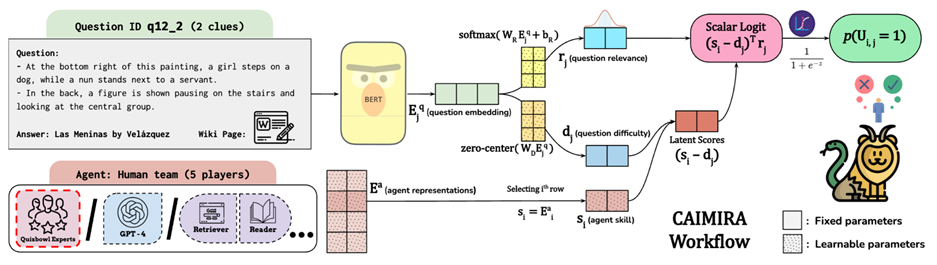 Question ID q12_2 (2 clues)
Question:
- At the bottom right of this painting, a girl steps on a
dog, while a nun stands next to a servant.
- In the back, a figure is shown pausing on the stairs and
looking at the central group.
Answer: Las Meninas by Velázquez Wiki Page:
W
Agent: Human team (5 players)
Quizbowl Experts
/
GPT-4
/
Retriever
Reader
...
BERT
E_j^q (question embedding)
softmax(W_R E_j^q + b_R)
r_j (question relevance)
d_j (question difficulty)
zero-center(W_D E_j^q)
E^a (agent representations)
Selecting i^th row
s_i = E^a_i
s_i (agent skill)
Latent Scores
(s_i - d_j)
Scalar Logit
(s_i - d_j)^T r_j
1 / (1 + e^-z)
p(U_i,j = 1)
CAIMIRA
Workflow
: Fixed parameters
: Learnable parameters